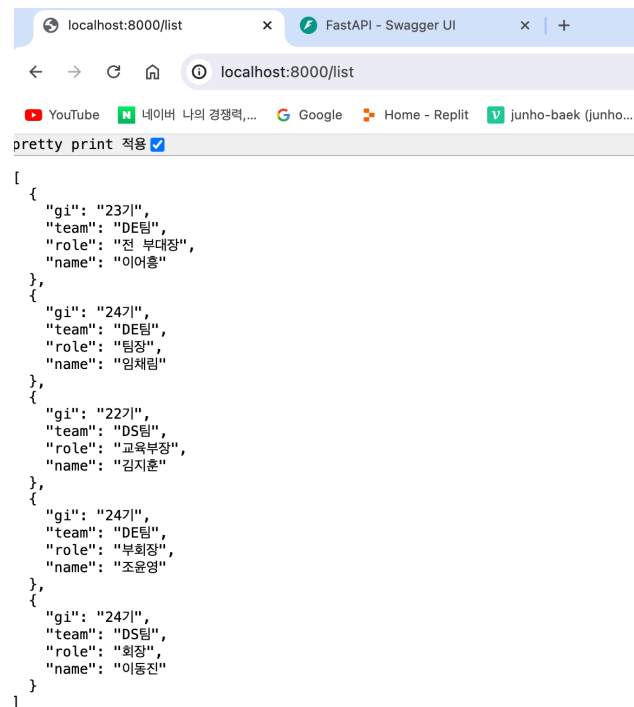 localhost:8000/list
FastAPI - Swagger UI
localhost:8000/list
YouTube
네이버 나의 경쟁력,...
Google
Home - Replit
junho-baek (junho...
pretty print 적용
[
{
"gi": "23기",
"team": "DE팀",
"role": "전 부대장",
"name": "이어흥"
},
{
"gi": "24기",
"team": "DE팀",
"role": "팀장",
"name": "임채림"
},
{
"gi": "22기",
"team": "DS팀",
"role": "교육부장",
"name": "김지훈"
},
{
"gi": "24기",
"team": "DE팀",
"role": "부회장",
"name": "조윤영"
},
{
"gi": "24기",
"team": "DS팀",
"role": "회장",
"name": "이동진"
}
]